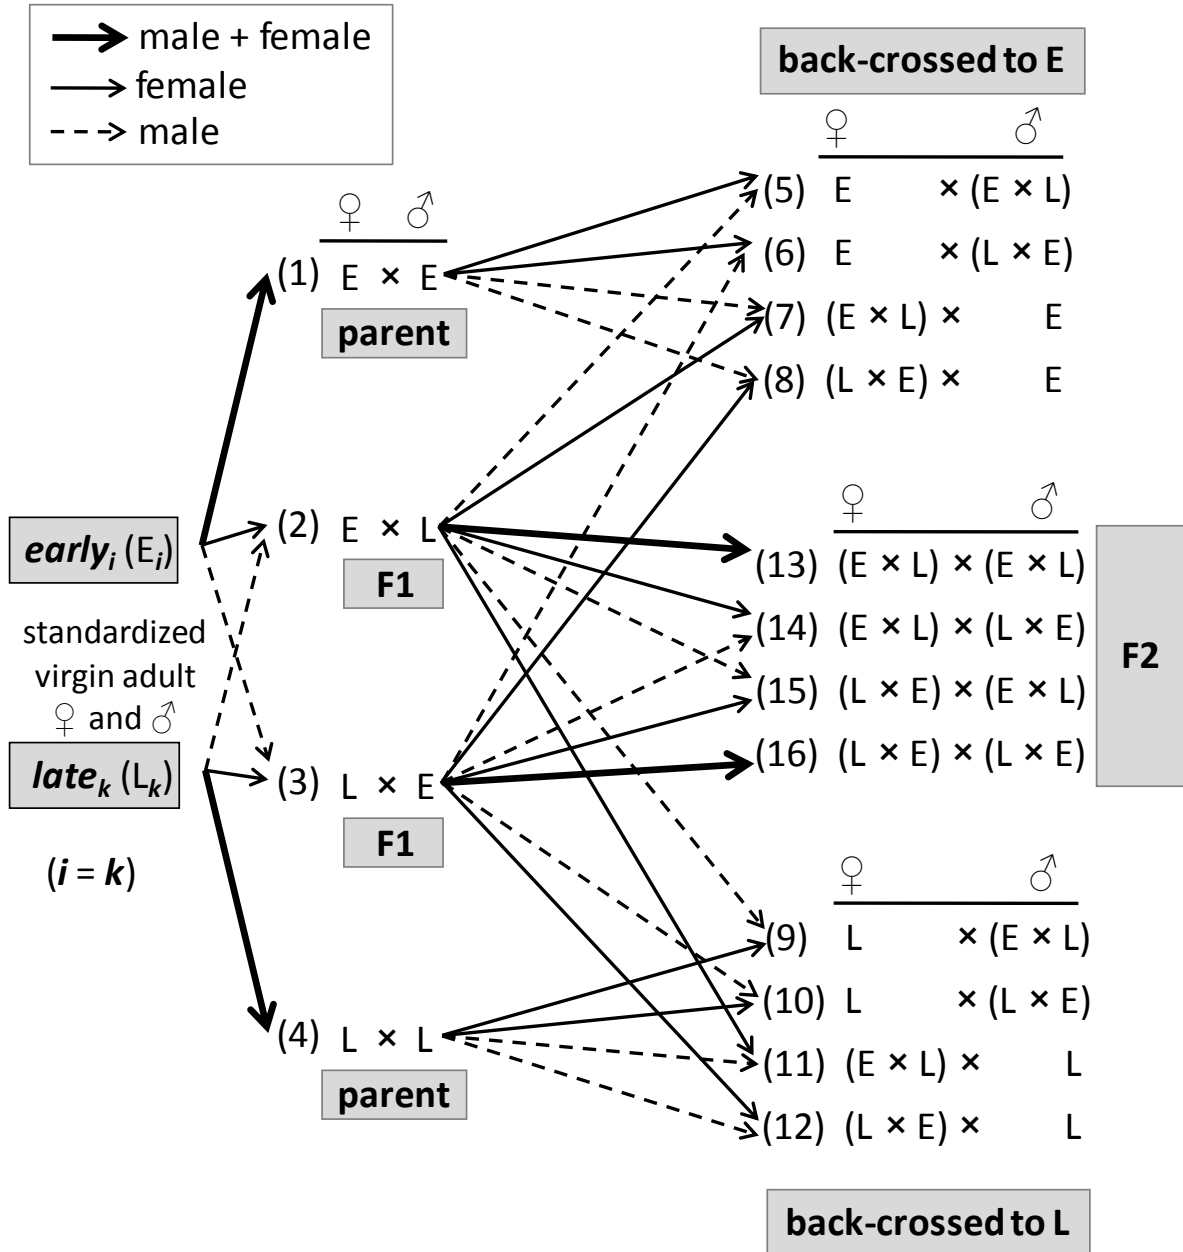 male + female
female
male
back-crossed to E
♀ ♂
(5) E × (E × L)
(6) E × (L × E)
(7) (E × L) × E
(8) (L × E) × E
♀ ♂
(1) E × E
parent
early_i (E_i)
standardized
virgin adult
♀ and ♂
late_k (L_k)
(i = k)
(2) E × L
F1
(3) L × E
F1
(4) L × L
parent
♀ ♂
(13) (E × L) × (E × L)
(14) (E × L) × (L × E)
(15) (L × E) × (E × L)
(16) (L × E) × (L × E)
F2
♀ ♂
(9) L × (E × L)
(10) L × (L × E)
(11) (E × L) × L
(12) (L × E) × L
back-crossed to L